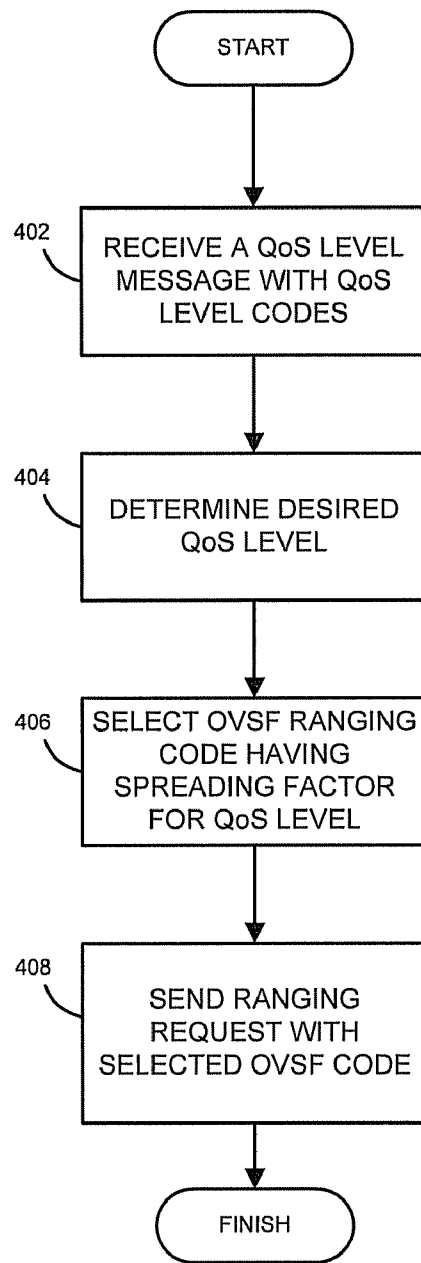 START
402
RECEIVE A QoS LEVEL
MESSAGE WITH QoS
LEVEL CODES
404
DETERMINE DESIRED
QoS LEVEL
406
SELECT OVSF RANGING
CODE HAVING
SPREADING FACTOR
FOR QoS LEVEL
408
SEND RANGING
REQUEST WITH
SELECTED OVSF CODE
FINISH